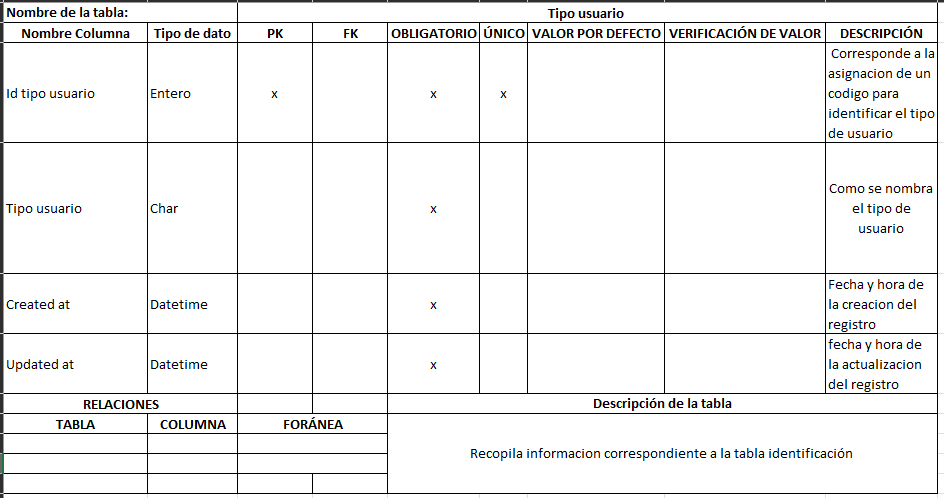 Nombre de la tabla: Tipo usuario
Nombre Columna Tipo de dato PK FK OBLIGATORIO ÚNICO VALOR POR DEFECTO VERIFICACIÓN DE VALOR DESCRIPCIÓN
Id tipo usuario Entero x x x
Corresponde a la
asignacion de un
codigo para
identificar el tipo
de usuario
Tipo usuario Char x
Como se nombra
el tipo de
usuario
Created at Datetime x
Fecha y hora de
la creacion del
registro
Updated at Datetime x
fecha y hora de
la actualizacion
del registro
RELACIONES Descripción de la tabla
TABLA COLUMNA FORÁNEA
Recopila informacion correspondiente a la tabla identificación